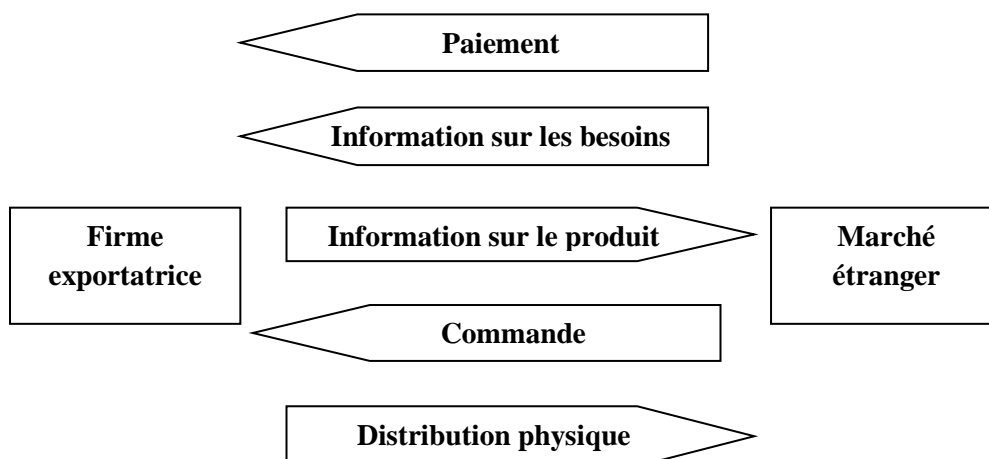 Paiement
Information sur les besoins
Firme
exportatrice
Information sur le produit
Marché
étranger
Commande
Distribution physique